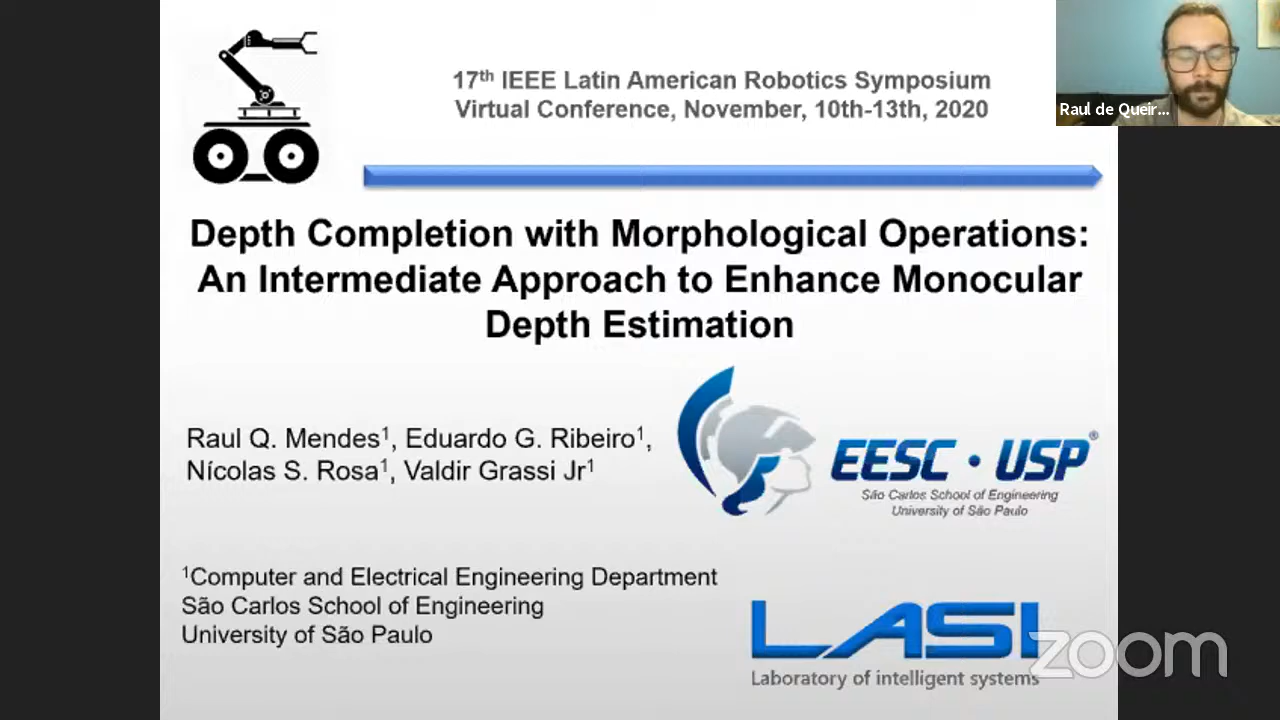 17th IEEE Latin American Robotics Symposium
Virtual Conference, November, 10th-13th, 2020
Raul de Queir...
Depth Completion with Morphological Operations:
An Intermediate Approach to Enhance Monocular
Depth Estimation
Raul Q. Mendes1, Eduardo G. Ribeiro1,
Nícolas S. Rosa1, Valdir Grassi Jr1
EESC • USP®
São Carlos School of Engineering
University of São Paulo
1Computer and Electrical Engineering Department
São Carlos School of Engineering
University of São Paulo
LASI
Laboratory of intelligent systems
zoom